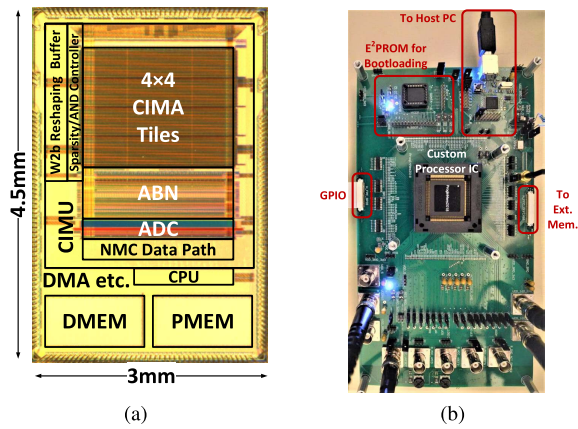 W2b Reshaping Buffer
Sparsity/AND Controller
4×4
CIMA
Tiles
ABN
ADC
NMC Data Path
CIMU
DMA etc.
CPU
DMEM
PMEM
4.5mm
3mm
(a)
To Host PC
E²PROM for
Bootloading
Custom
Processor IC
GPIO
To
Ext.
Mem.
(b)